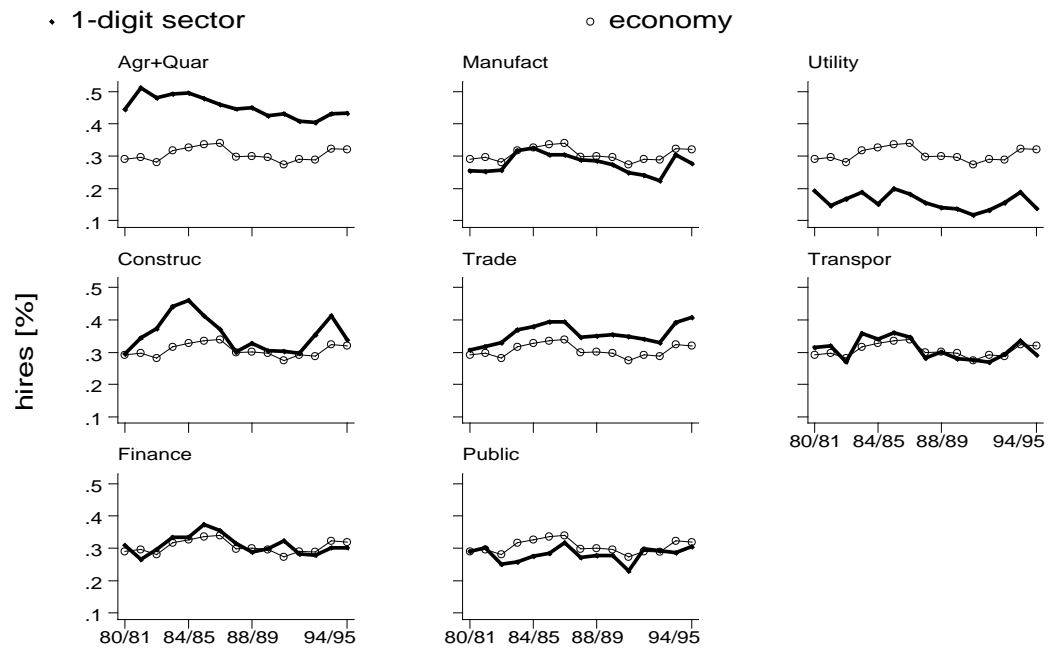 1-digit sector economy
Agr+Quar Manufact Utility
.5
.4
.3
.2
.1
Construc Trade Transpor
.5
.4
.3
.2
.1
hires [%]
80/81 84/85 88/89 94/95
Finance Public
.5
.4
.3
.2
.1
80/81 84/85 88/89 94/95 80/81 84/85 88/89 94/95